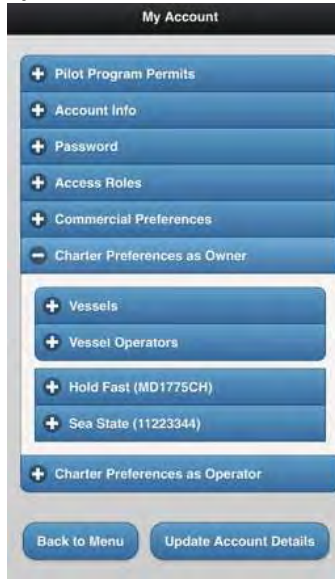 My Account
Pilot Program Permits
Account Info
Password
Access Roles
Commercial Preferences
Charter Preferences as Owner
Vessels
Vessel Operators
Hold Fast (MD1775CH)
Sea State (11223344)
Charter Preferences as Operator
Back to Menu Update Account Details